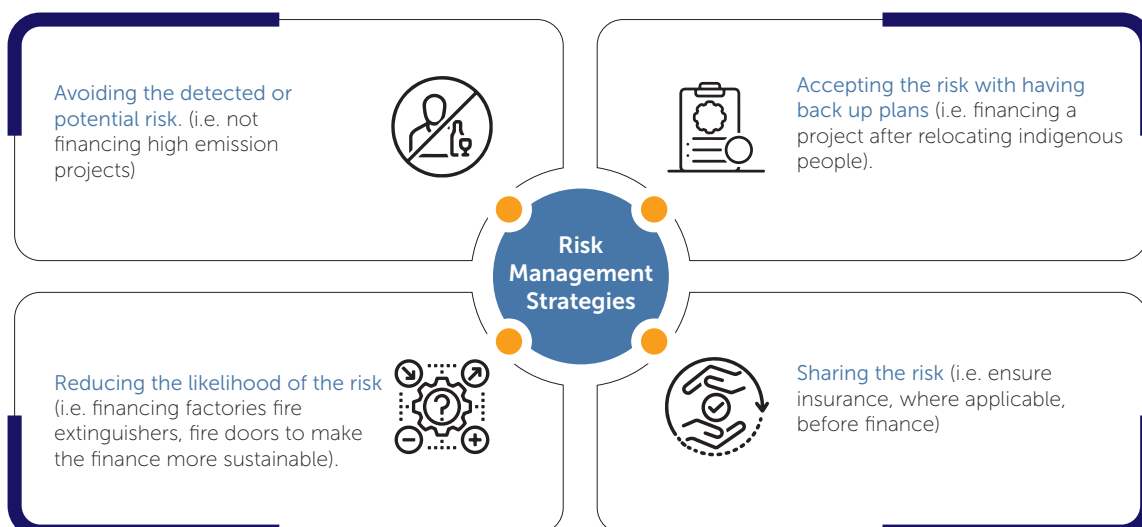 Avoiding the detected or
potential risk. (i.e. not
financing high emission
projects)
Accepting the risk with having
back up plans (i.e. financing a
project after relocating indigenous
people).
Risk
Management
Strategies
Reducing the likelihood of the risk
(i.e. financing factories fire
extinguishers, fire doors to make
the finance more sustainable).
Sharing the risk (i.e. ensure
insurance, where applicable,
before finance)